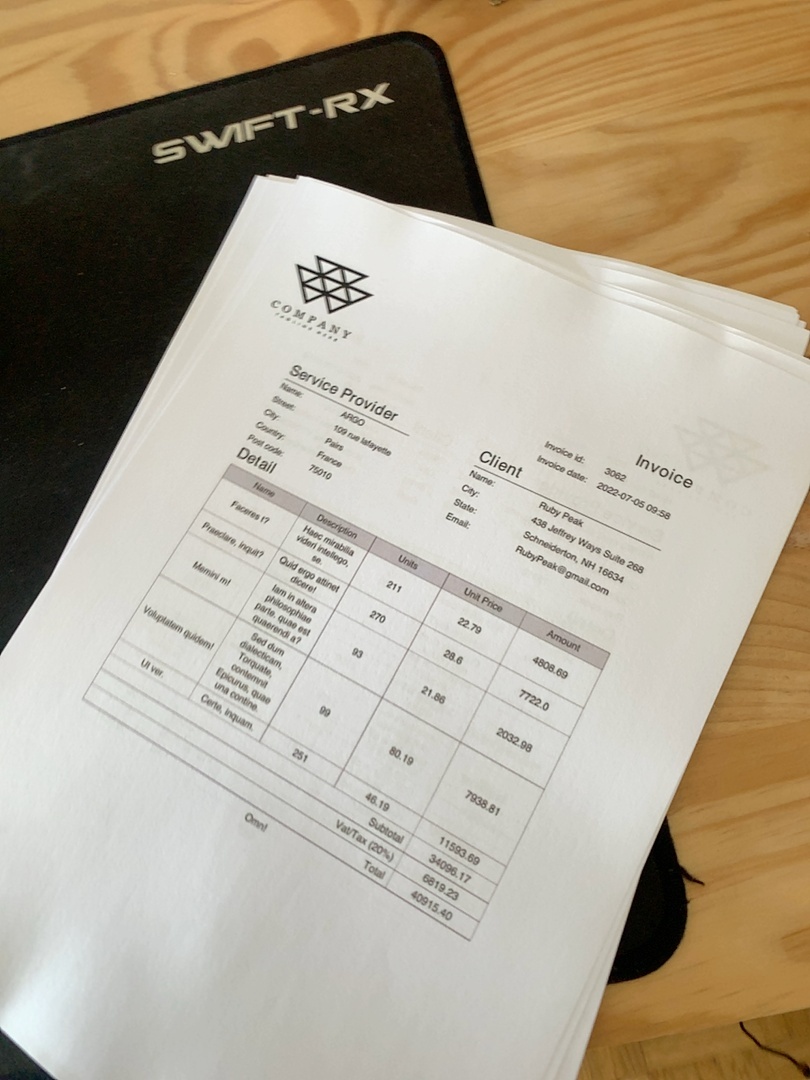 SWIFT-RX
COMPANY
Service Provider
Name: ARGO
Street: 109 rue lafayette
City: Pairs
Country: France
Post code: 75010
Invoice
Invoice id: 3062
Invoice date: 2022-07-05 09:58
Client
Name: Ruby Peak
City: 438 Jeffrey Ways Suite 268
State: Schneiderton, NH 16634
Email: RubyPeak@gmail.com
Detail
Name Description Units Unit Price Amount
Faceres t? Haec mirabilia 211 22.79 4808.69
videri intellego,
se.
Praeclare, inquit? Quid ergo attinet 270 28.6 7722.0
dicere!
Memini m! Iam in altera 93 21.86 2032.98
philosophiae
parte. quae est
quaerendi a?
Voluptatem quidem! Sed dum 99 80.19 7938.81
dialecticam,
Torquate,
contemnit
Epicurus, quae
una contine.
Ut ver. Certe, inquam. 251 46.19 11593.69
Subtotal 34096.17
Vat/Tax (20%) 6819.23
Total 40915.40
Omn!